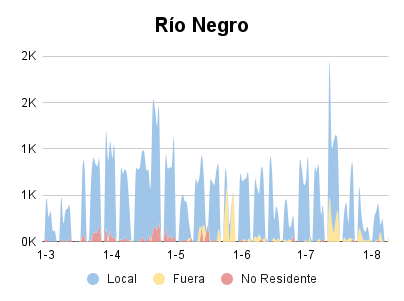 Río Negro
2K
2K
1K
1K
0K
1-3 1-4 1-5 1-6 1-7 1-8
Local Fuera No Residente